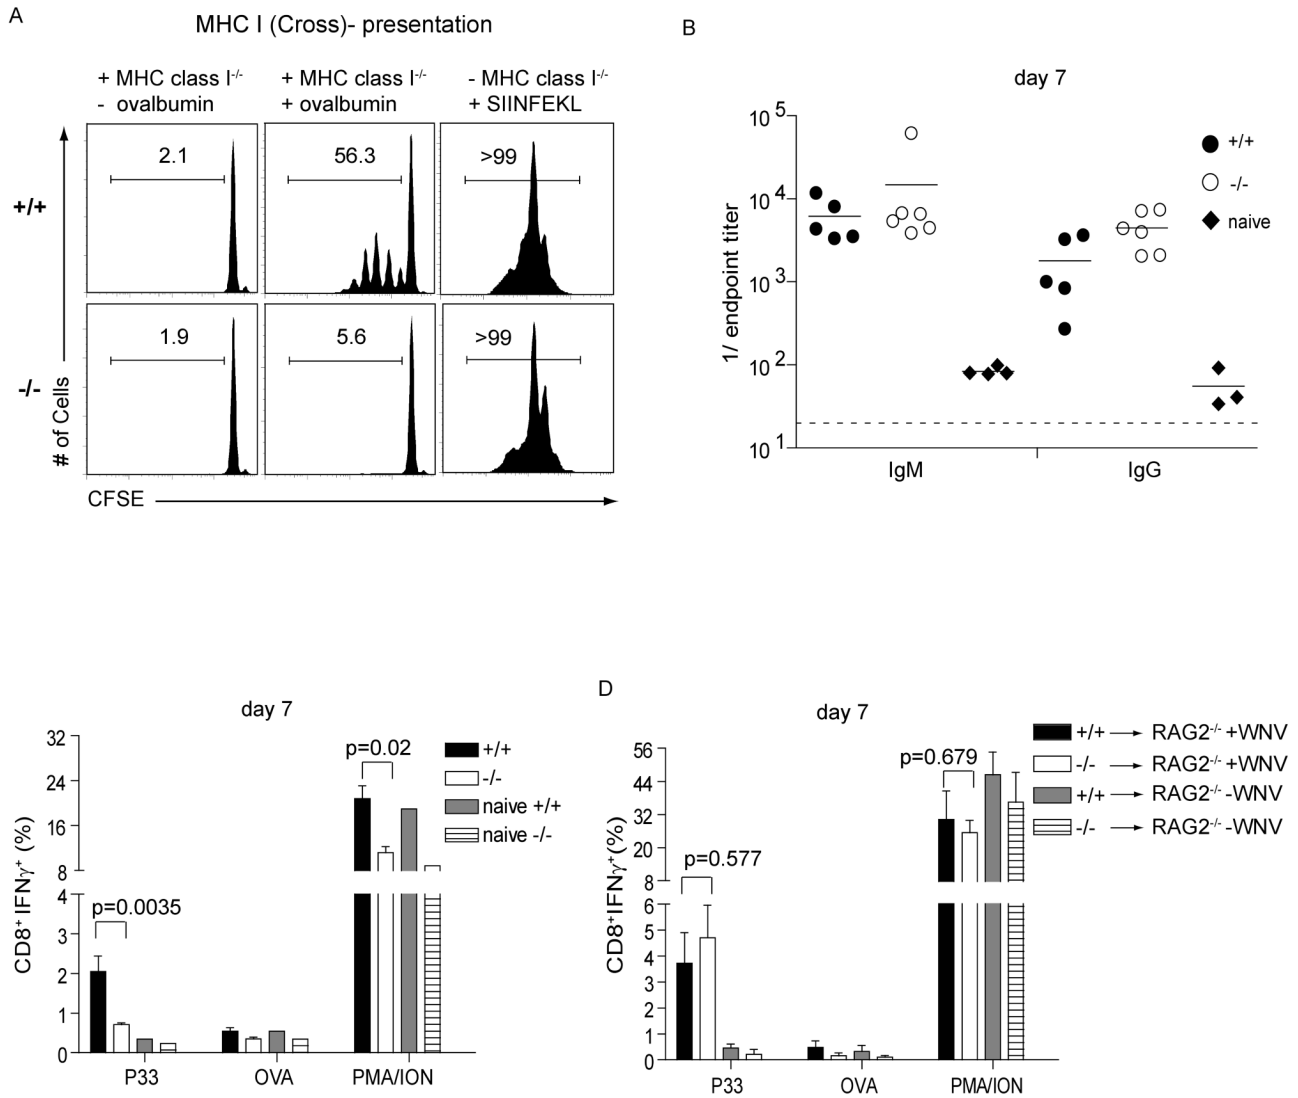 A
MHC I (Cross)- presentation
+ MHC class I-/-
- ovalbumin
+ MHC class I-/-
+ ovalbumin
- MHC class I-/-
+ SIINFEKL
+/+
2.1
56.3
>99
-/-
1.9
5.6
>99
# of Cells
CFSE
B
day 7
1/ endpoint titer
10 5
10 4
10 3
10 2
10 1
+/+
-/-
naive
IgM
IgG
day 7
CD8+IFNγ+ (%)
32
24
16
8
4
3
2
1
0
p=0.0035
p=0.02
+/+
-/-
naive +/+
naive -/-
P33
OVA
PMA/ION
D
day 7
CD8+IFNγ+(%)
56
44
32
20
8
6
5
4
3
2
1
0
p=0.577
p=0.679
+/+ → RAG2-/- +WNV
-/- → RAG2-/- +WNV
+/+ → RAG2-/- -WNV
-/- → RAG2-/- -WNV
P33
OVA
PMA/ION